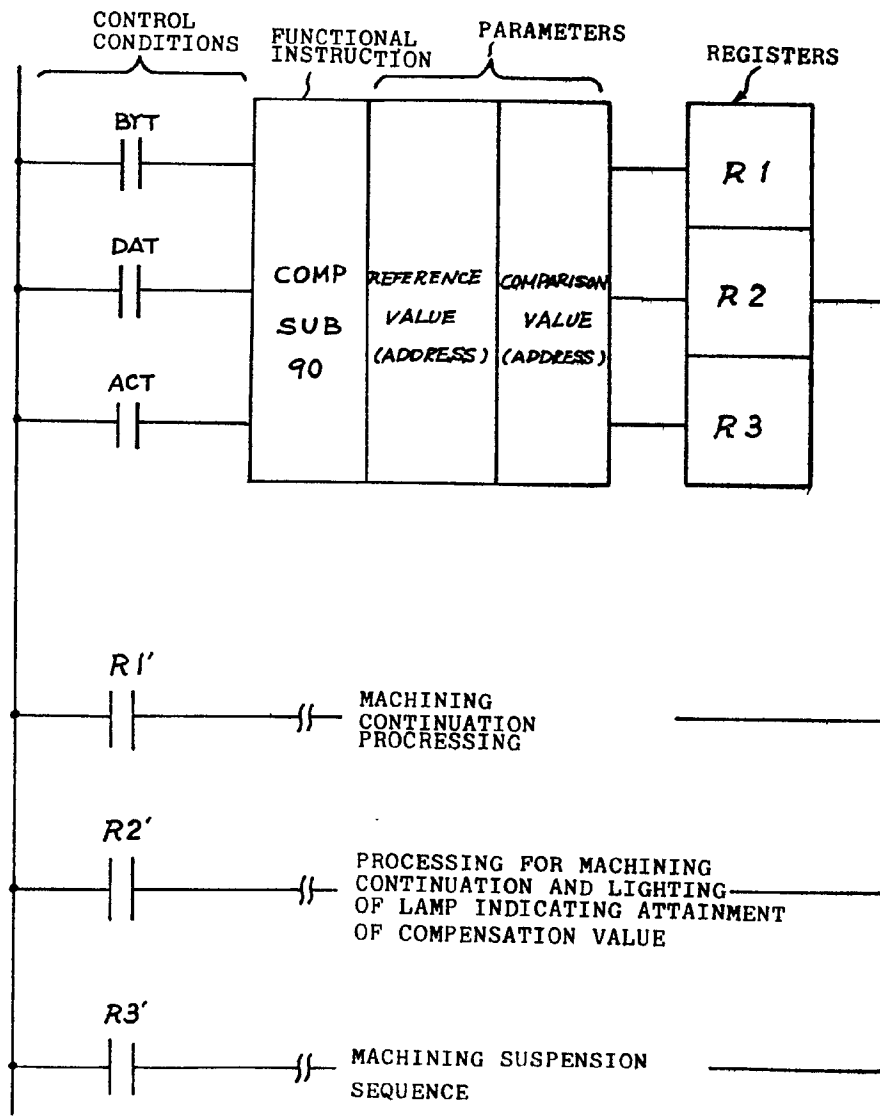 CONTROL
CONDITIONS
FUNCTIONAL
INSTRUCTION
PARAMETERS
REGISTERS
BYT
DAT
ACT
COMP
SUB
90
REFERENCE
VALUE
(ADDRESS)
COMPARISON
VALUE
(ADDRESS)
R1
R2
R3
R1'
MACHINING
CONTINUATION
PROCRESSING
R2'
PROCESSING FOR MACHINING
CONTINUATION AND LIGHTING
OF LAMP INDICATING ATTAINMENT
OF COMPENSATION VALUE
R3'
MACHINING SUSPENSION
SEQUENCE